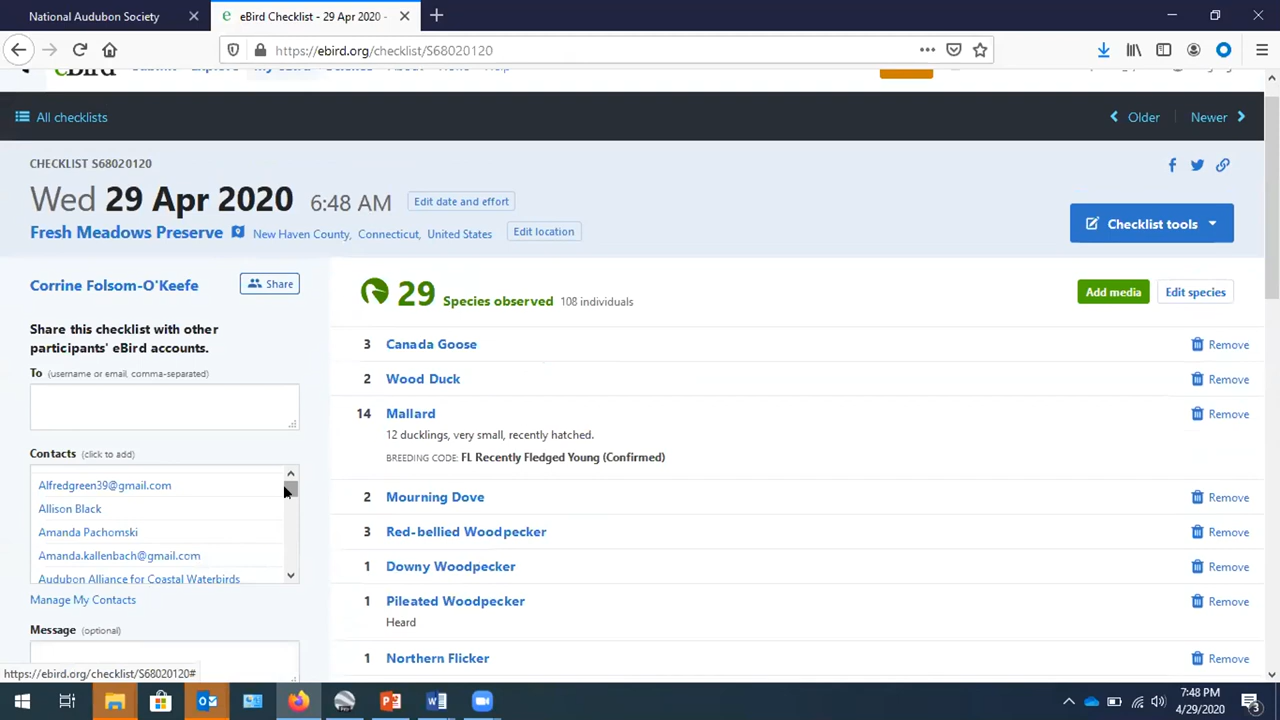 National Audubon Society
eBird Checklist - 29 Apr 2020 -
https://ebird.org/checklist/S68020120
eBird
All checklists
Older
Newer
CHECKLIST S68020120
Wed 29 Apr 2020 6:48 AM Edit date and effort
Fresh Meadows Preserve New Haven County, Connecticut, United States Edit location
Checklist tools
Corrine Folsom-O'Keefe
Share
Share this checklist with other
participants' eBird accounts.
To (username or email, comma-separated)
Contacts (click to add)
Alfredgreen39@gmail.com
Allison Black
Amanda Pachomski
Amanda.kallenbach@gmail.com
Audubon Alliance for Coastal Waterbirds
Manage My Contacts
Message (optional)
https://ebird.org/checklist/S68020120#
29 Species observed 108 individuals
Add media
Edit species
3 Canada Goose Remove
2 Wood Duck Remove
14 Mallard Remove
12 ducklings, very small, recently hatched.
BREEDING CODE: FL Recently Fledged Young (Confirmed)
2 Mourning Dove Remove
3 Red-bellied Woodpecker Remove
1 Downy Woodpecker Remove
1 Pileated Woodpecker Remove
Heard
1 Northern Flicker Remove
7:48 PM
4/29/2020
3